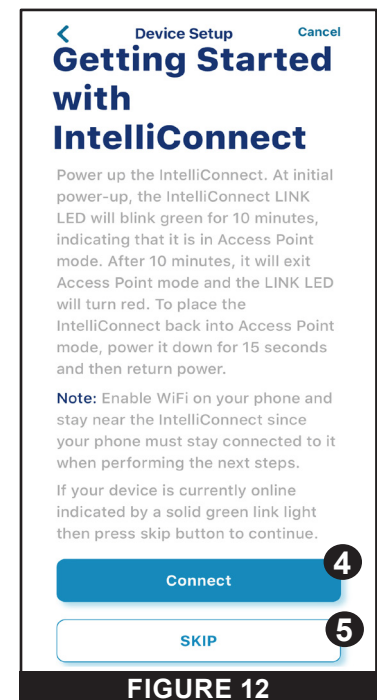 Device Setup Cancel
Getting Started
with
IntelliConnect
Power up the IntelliConnect. At initial
power-up, the IntelliConnect LINK
LED will blink green for 10 minutes,
indicating that it is in Access Point
mode. After 10 minutes, it will exit
Access Point mode and the LINK LED
will turn red. To place the
IntelliConnect back into Access Point
mode, power it down for 15 seconds
and then return power.
Note: Enable WiFi on your phone and
stay near the IntelliConnect since
your phone must stay connected to it
when performing the next steps.
If your device is currently online
indicated by a solid green link light
then press skip button to continue.
Connect 4
SKIP 5
FIGURE 12